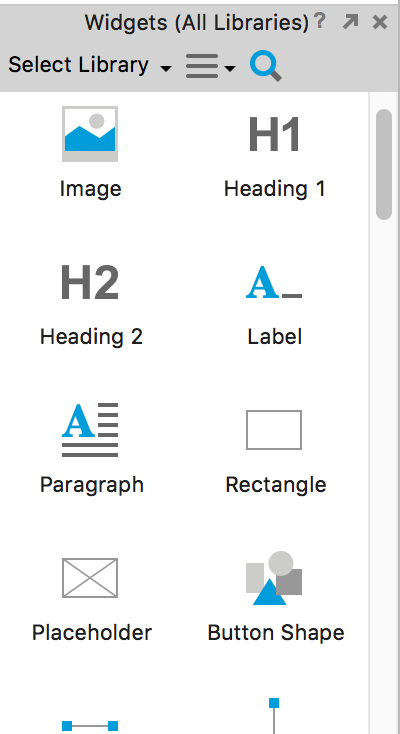 Widgets (All Libraries) ?
Select Library
H1
Image Heading 1
H2 A
Heading 2 Label
A
Paragraph Rectangle
Placeholder Button Shape